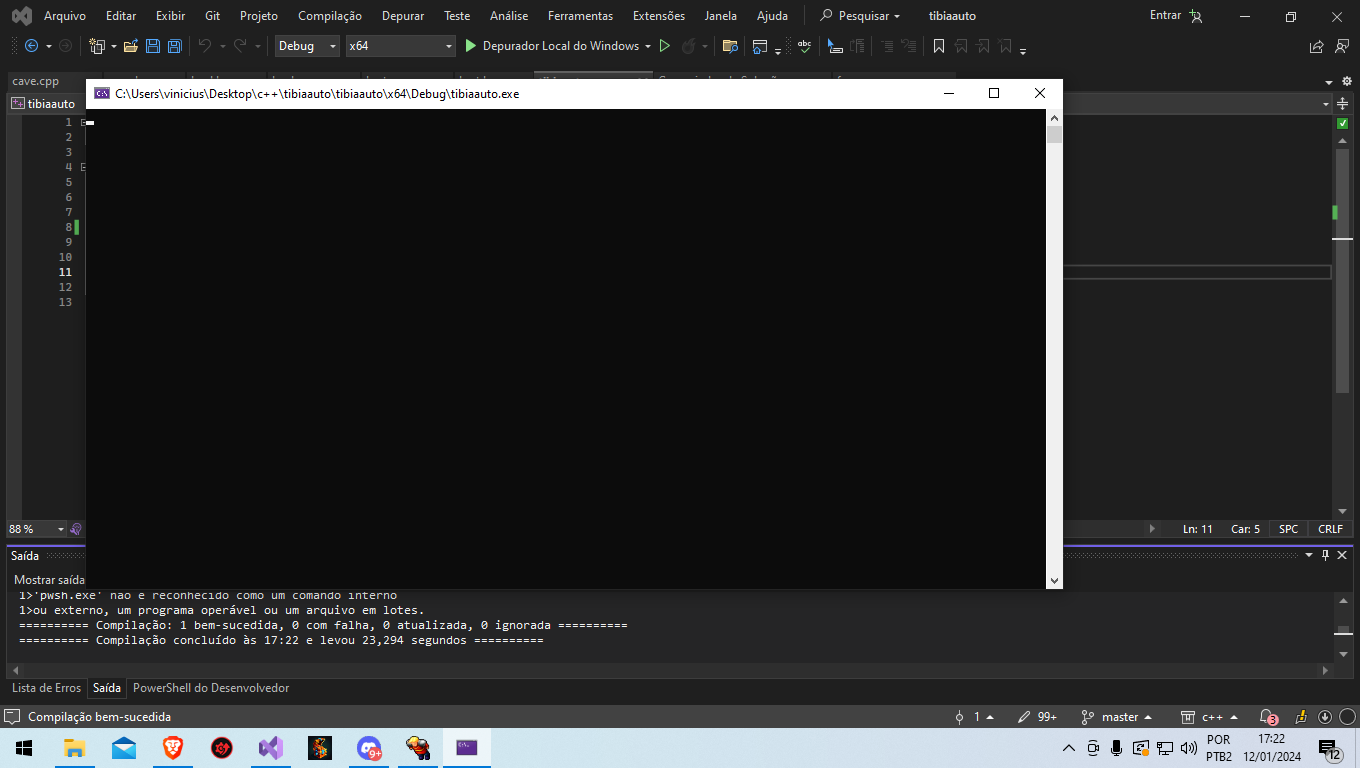 Arquivo Editar Exibir Git Projeto Compilação Depurar Teste Análise Ferramentas Extensões Janela Ajuda Pesquisar tibiaauto Entrar
Debug x64 Depurador Local do Windows
cave.cpp
C:\Users\vinicius\Desktop\c++\tibiaauto\tibiaauto\x64\Debug\tibiaauto.exe
tibiaauto
1
2
3
4
5
6
7
8
9
10
11
12
13
88 % Ln: 11 Car: 5 SPC CRLF
Saída
Mostrar saída
1>'pwsh.exe' não é reconhecido como um comando interno
1>ou externo, um programa operável ou um arquivo em lotes.
========== Compilação: 1 bem-sucedida, 0 com falha, 0 atualizada, 0 ignorada ==========
========== Compilação concluído às 17:22 e levou 23,294 segundos ==========
Lista de Erros Saída PowerShell do Desenvolvedor
Compilação bem-sucedida 1 99+ master c++ 3
9+ POR 17:22
PTB2 12/01/2024 12